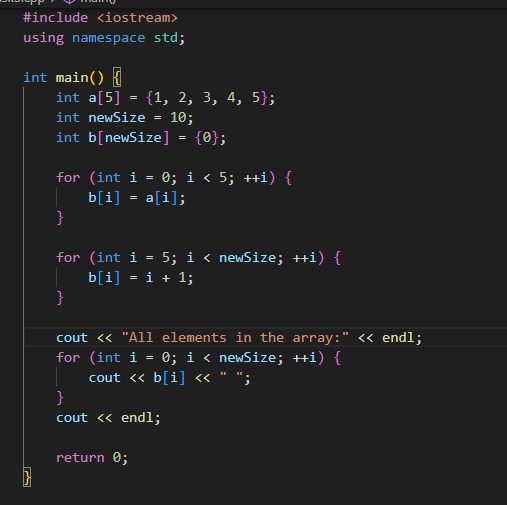 #include <iostream>
using namespace std;
int main() {
    int a[5] = {1, 2, 3, 4, 5};
    int newSize = 10;
    int b[newSize] = {0};
    for (int i = 0; i < 5; ++i) {
        b[i] = a[i];
    }
    for (int i = 5; i < newSize; ++i) {
        b[i] = i + 1;
    }
    cout << "All elements in the array:" << endl;
    for (int i = 0; i < newSize; ++i) {
        cout << b[i] << " ";
    }
    cout << endl;
    return 0;
}